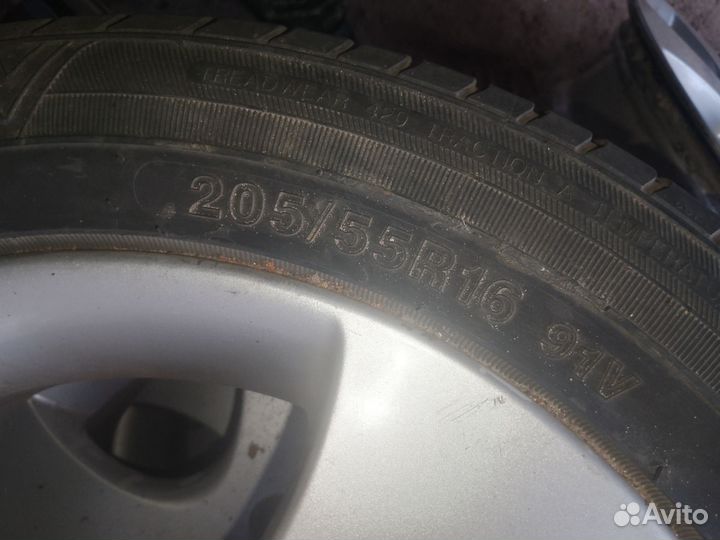 TREADWEAR 420 TRACTION A
205/55R16 91V
Avito